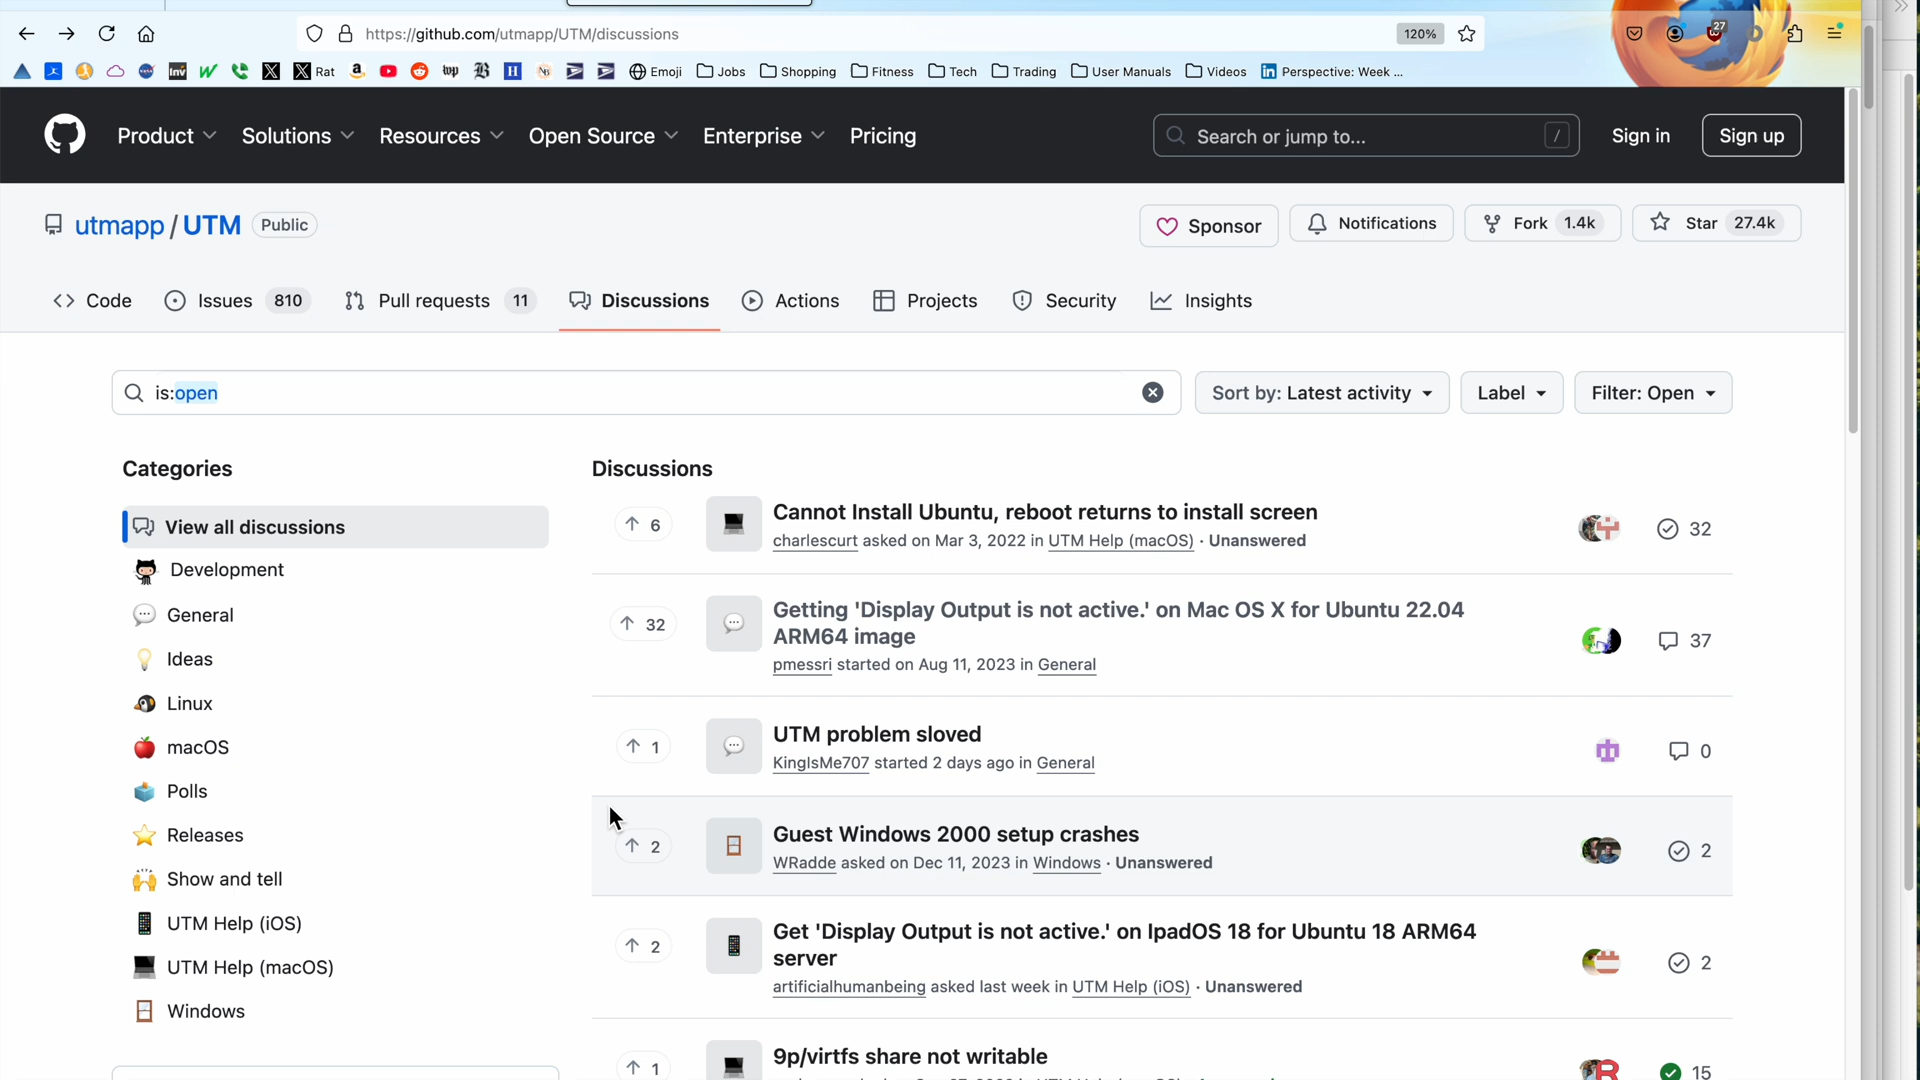 https://github.com/utmapp/UTM/discussions
120%
27
Rat
Emoji
Jobs
Shopping
Fitness
Tech
Trading
User Manuals
Videos
Perspective: Week ...
Product
Solutions
Resources
Open Source
Enterprise
Pricing
Search or jump to...
/
Sign in
Sign up
utmapp / UTM
Public
Sponsor
Notifications
Fork 1.4k
Star 27.4k
Code
Issues 810
Pull requests 11
Discussions
Actions
Projects
Security
Insights
is:open
Sort by: Latest activity
Label
Filter: Open
Categories
View all discussions
Development
General
Ideas
Linux
macOS
Polls
Releases
Show and tell
UTM Help (iOS)
UTM Help (macOS)
Windows
Discussions
6
Cannot Install Ubuntu, reboot returns to install screen
charlescurt asked on Mar 3, 2022 in UTM Help (macOS) · Unanswered
32
32
Getting 'Display Output is not active.' on Mac OS X for Ubuntu 22.04
ARM64 image
pmessri started on Aug 11, 2023 in General
37
1
UTM problem sloved
KingIsMe707 started 2 days ago in General
0
2
Guest Windows 2000 setup crashes
WRadde asked on Dec 11, 2023 in Windows · Unanswered
2
2
Get 'Display Output is not active.' on IpadOS 18 for Ubuntu 18 ARM64
server
artificialhumanbeing asked last week in UTM Help (iOS) · Unanswered
2
1
9p/virtfs share not writable
15